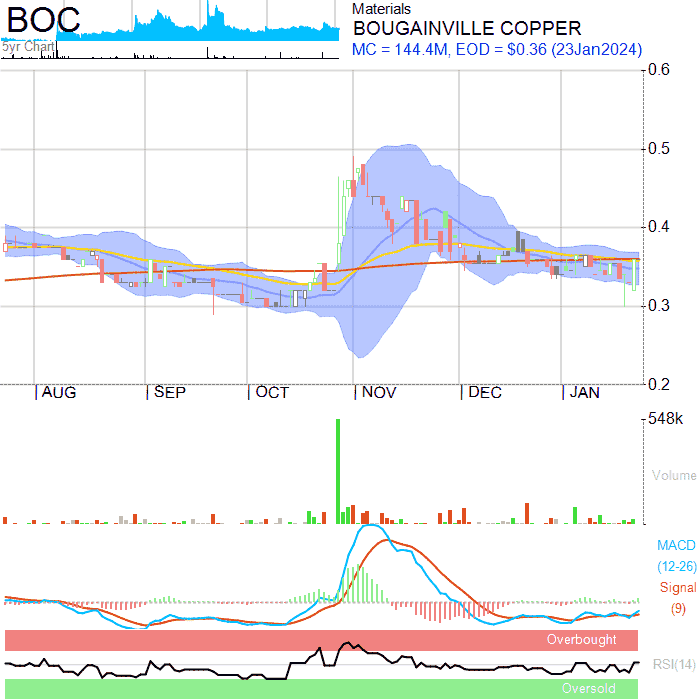 BOC
5yr Chart
Materials
BOUGAINVILLE COPPER
MC = 144.4M, EOD = $0.36 (23Jan2024)
0.6
0.5
0.4
0.3
0.2
AUG SEP OCT NOV DEC JAN
548k
Volume
MACD
(12-26)
Signal
(9)
Overbought
RSI(14)
Oversold